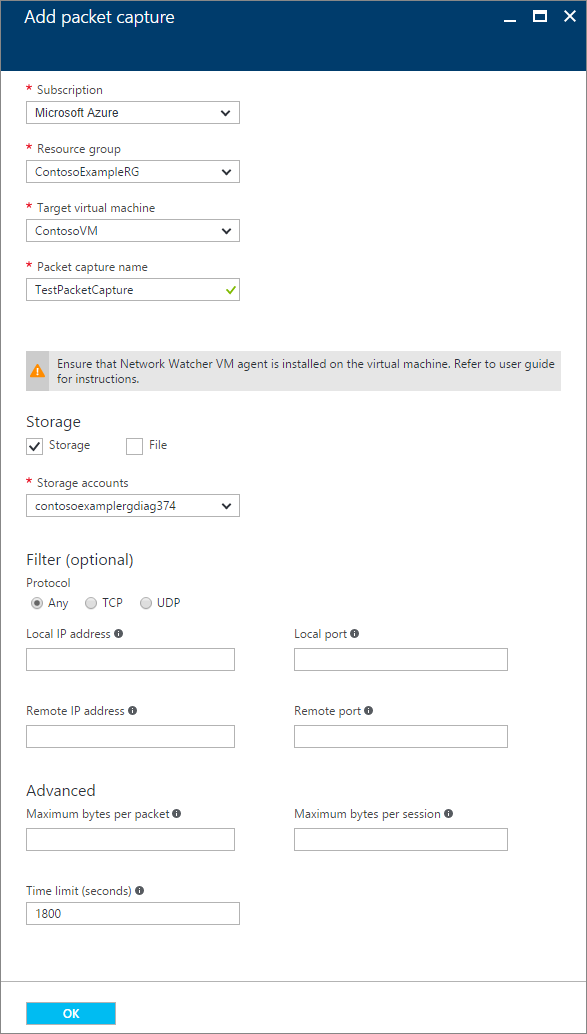 Add packet capture
* Subscription
Microsoft Azure
* Resource group
ContosoExampleRG
* Target virtual machine
ContosoVM
* Packet capture name
TestPacketCapture
Ensure that Network Watcher VM agent is installed on the virtual machine. Refer to user guide
for instructions.
Storage
Storage File
* Storage accounts
contosoexamplergdiag374
Filter (optional)
Protocol
Any TCP UDP
Local IP address Local port
Remote IP address Remote port
Advanced
Maximum bytes per packet Maximum bytes per session
Time limit (seconds)
1800
OK